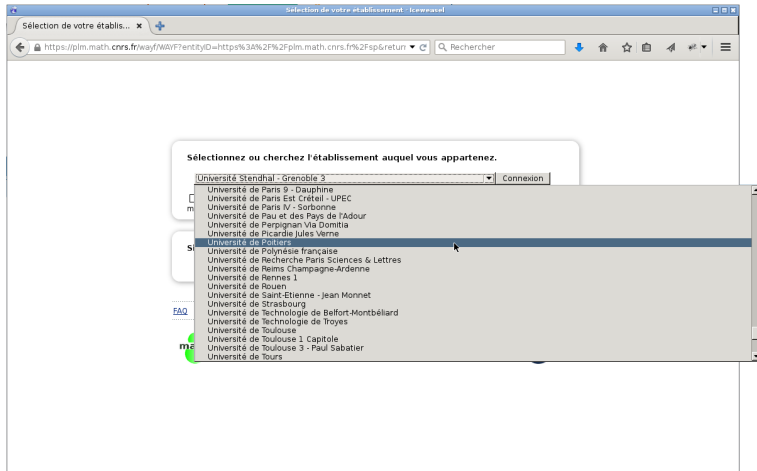 Sélection de votre établissement - Iceweasel
Sélection de votre établis... ×
https://plm.math.cnrs.fr/wayf/WAYF?entityID=https%3A%2F%2Fplm.math.cnrs.fr%2Fsp&return
Rechercher
Sélectionnez ou cherchez l'établissement auquel vous appartenez.
Université Stendhal - Grenoble 3
Connexion
Université de Paris 9 - Dauphine
Université de Paris Est Créteil - UPEC
Université de Paris IV - Sorbonne
Université de Pau et des Pays de l'Adour
Université de Perpignan Via Domitia
Université de Picardie Jules Verne
Université de Poitiers
Université de Polynésie française
Université de Recherche Paris Sciences & Lettres
Université de Reims Champagne-Ardenne
Université de Rennes 1
Université de Rouen
Université de Saint-Etienne - Jean Monnet
Université de Strasbourg
Université de Technologie de Belfort-Montbéliard
Université de Technologie de Troyes
Université de Toulouse
Université de Toulouse 1 Capitole
Université de Toulouse 3 - Paul Sabatier
Université de Tours
FAQ